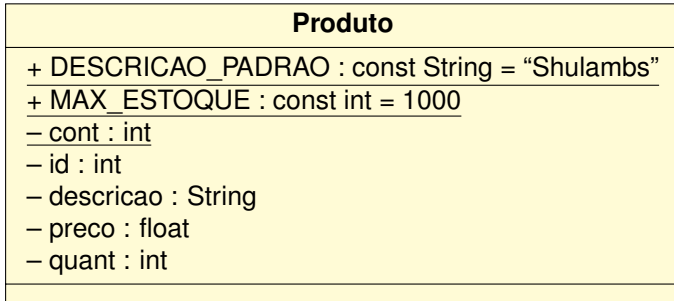 Produto
+ DESCRICAO_PADRAO : const String = “Shulambs”
+ MAX_ESTOQUE : const int = 1000
– cont : int
– id : int
– descricao : String
– preco : float
– quant : int